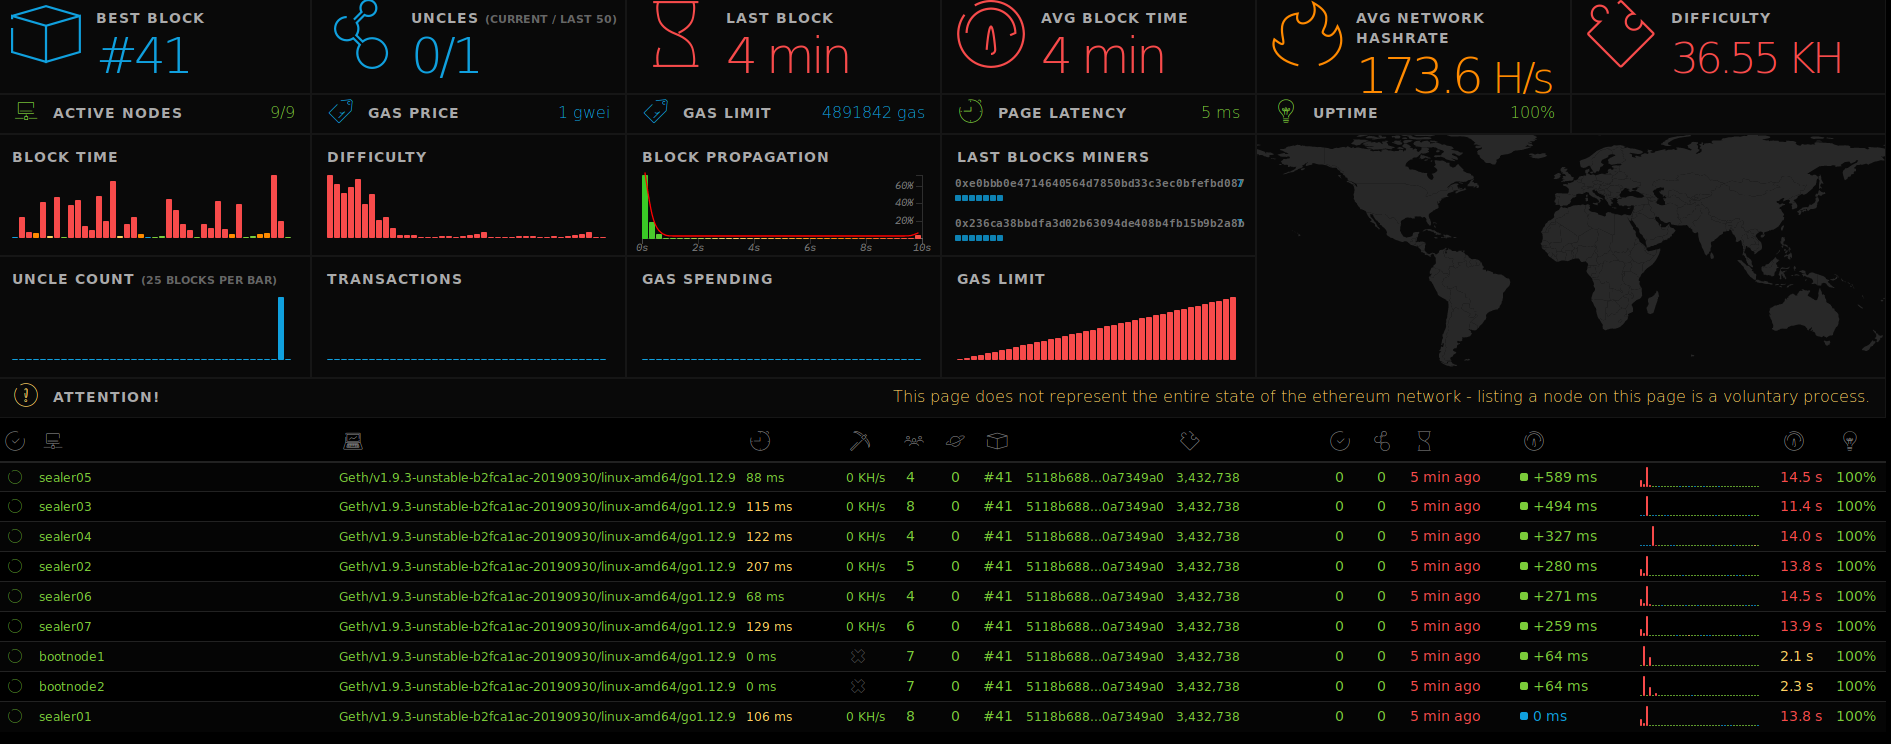 BEST BLOCK
#41
UNCLES (CURRENT / LAST 50)
0/1
LAST BLOCK
4 min
AVG BLOCK TIME
4 min
AVG NETWORK
HASHRATE
173.6 H/s
DIFFICULTY
36.55 KH
ACTIVE NODES 9/9
GAS PRICE 1 gwei
GAS LIMIT 4891842 gas
PAGE LATENCY 5 ms
UPTIME 100%
BLOCK TIME
DIFFICULTY
BLOCK PROPAGATION
60%
40%
20%
0s 2s 4s 6s 8s 10s
LAST BLOCKS MINERS
0xe0bbb0e4714640564d7850bd33c3ec0bfefbd087
0x236ca38bbdfa3d02b63094de408b4fb15b9b2a8b
UNCLE COUNT (25 BLOCKS PER BAR)
TRANSACTIONS
GAS SPENDING
GAS LIMIT
ATTENTION! This page does not represent the entire state of the ethereum network - listing a node on this page is a voluntary process.
sealer05 Geth/v1.9.3-unstable-b2fca1ac-20190930/linux-amd64/go1.12.9 88 ms 0 KH/s 4 0 #41 5118b688...0a7349a0 3,432,738 0 0 5 min ago +589 ms 14.5 s 100%
sealer03 Geth/v1.9.3-unstable-b2fca1ac-20190930/linux-amd64/go1.12.9 115 ms 0 KH/s 8 0 #41 5118b688...0a7349a0 3,432,738 0 0 5 min ago +494 ms 11.4 s 100%
sealer04 Geth/v1.9.3-unstable-b2fca1ac-20190930/linux-amd64/go1.12.9 122 ms 0 KH/s 4 0 #41 5118b688...0a7349a0 3,432,738 0 0 5 min ago +327 ms 14.0 s 100%
sealer02 Geth/v1.9.3-unstable-b2fca1ac-20190930/linux-amd64/go1.12.9 207 ms 0 KH/s 5 0 #41 5118b688...0a7349a0 3,432,738 0 0 5 min ago +280 ms 13.8 s 100%
sealer06 Geth/v1.9.3-unstable-b2fca1ac-20190930/linux-amd64/go1.12.9 68 ms 0 KH/s 4 0 #41 5118b688...0a7349a0 3,432,738 0 0 5 min ago +271 ms 14.5 s 100%
sealer07 Geth/v1.9.3-unstable-b2fca1ac-20190930/linux-amd64/go1.12.9 129 ms 0 KH/s 6 0 #41 5118b688...0a7349a0 3,432,738 0 0 5 min ago +259 ms 13.9 s 100%
bootnode1 Geth/v1.9.3-unstable-b2fca1ac-20190930/linux-amd64/go1.12.9 0 ms 7 0 #41 5118b688...0a7349a0 3,432,738 0 0 5 min ago +64 ms 2.1 s 100%
bootnode2 Geth/v1.9.3-unstable-b2fca1ac-20190930/linux-amd64/go1.12.9 0 ms 7 0 #41 5118b688...0a7349a0 3,432,738 0 0 5 min ago +64 ms 2.3 s 100%
sealer01 Geth/v1.9.3-unstable-b2fca1ac-20190930/linux-amd64/go1.12.9 106 ms 0 KH/s 8 0 #41 5118b688...0a7349a0 3,432,738 0 0 5 min ago 0 ms 13.8 s 100%